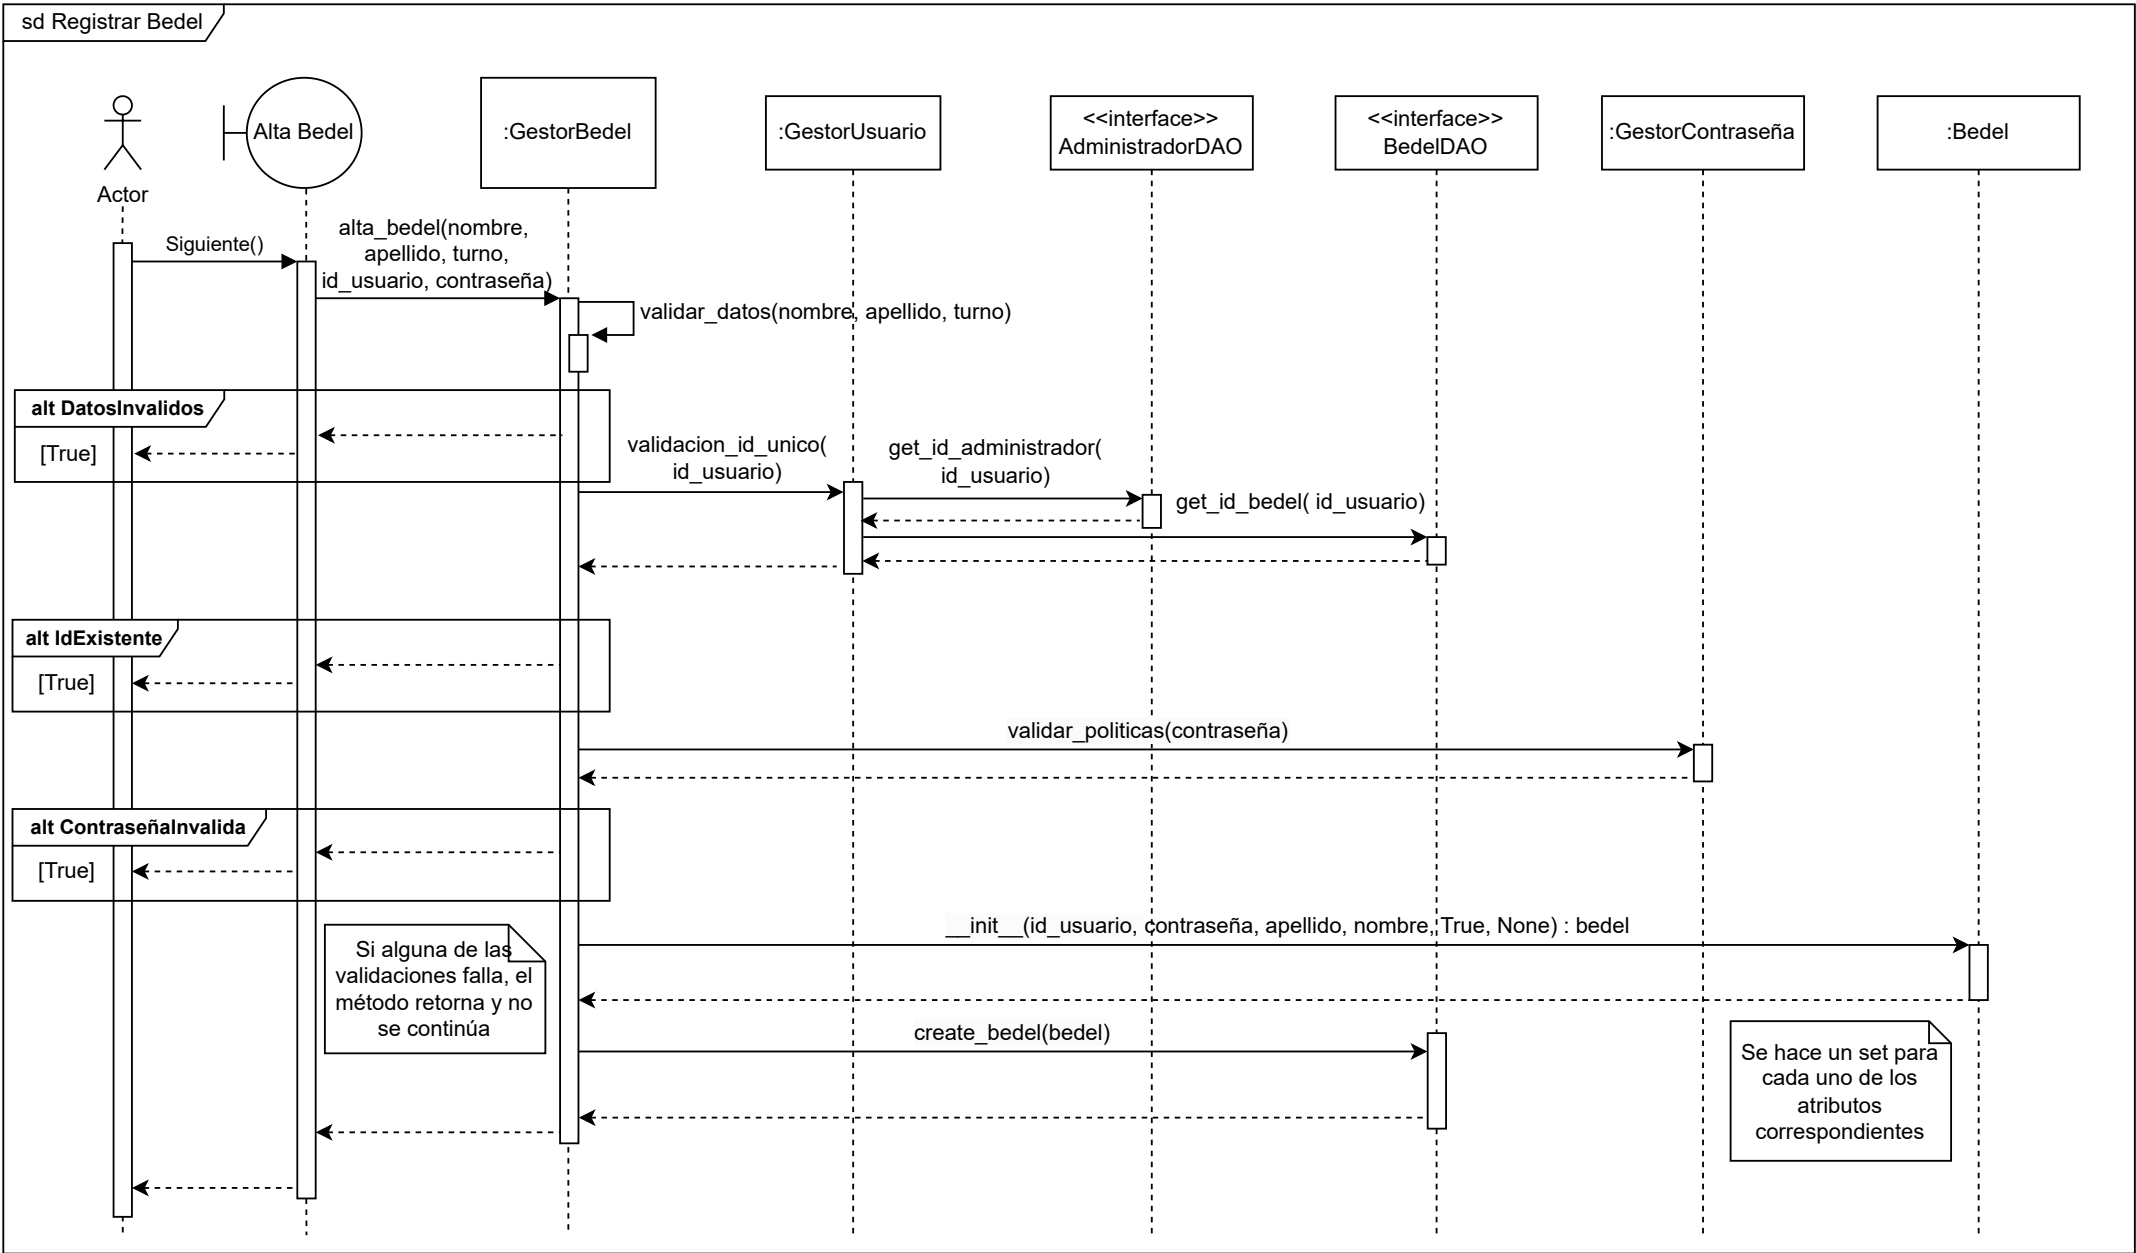 sd Registrar Bedel
Actor
Alta Bedel
:GestorBedel
:GestorUsuario
<<interface>>
AdministradorDAO
<<interface>>
BedelDAO
:GestorContraseña
:Bedel
Siguiente()
alta_bedel(nombre,
apellido, turno,
id_usuario, contraseña)
validar_datos(nombre, apellido, turno)
alt DatosInvalidos
[True]
validacion_id_unico(
id_usuario)
get_id_administrador(
id_usuario)
get_id_bedel( id_usuario)
alt IdExistente
[True]
validar_politicas(contraseña)
alt ContraseñaInvalida
[True]
__init__(id_usuario, contraseña, apellido, nombre, True, None) : bedel
Si alguna de las
validaciones falla, el
método retorna y no
se continúa
create_bedel(bedel)
Se hace un set para
cada uno de los
atributos
correspondientes